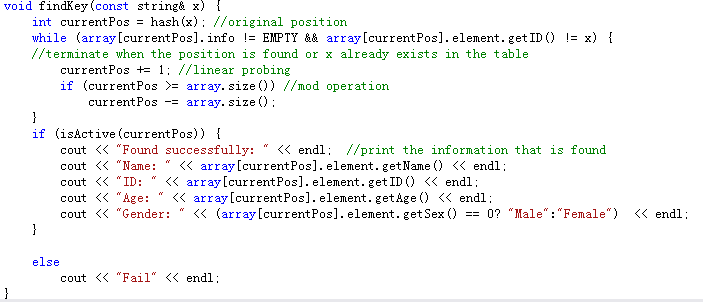 void findKey(const string& x) {
    int currentPos = hash(x); //original position
    while (array[currentPos].info != EMPTY && array[currentPos].element.getID() != x) {
    //terminate when the position is found or x already exists in the table
        currentPos += 1; //linear probing
        if (currentPos >= array.size()) //mod operation
            currentPos -= array.size();
    }
    if (isActive(currentPos)) {
        cout << "Found successfully: " << endl;  //print the information that is found
        cout << "Name: " << array[currentPos].element.getName() << endl;
        cout << "ID: " << array[currentPos].element.getID() << endl;
        cout << "Age: " << array[currentPos].element.getAge() << endl;
        cout << "Gender: " << (array[currentPos].element.getSex() == 0? "Male":"Female")  << endl;
    }

    else
        cout << "Fail" << endl;
}